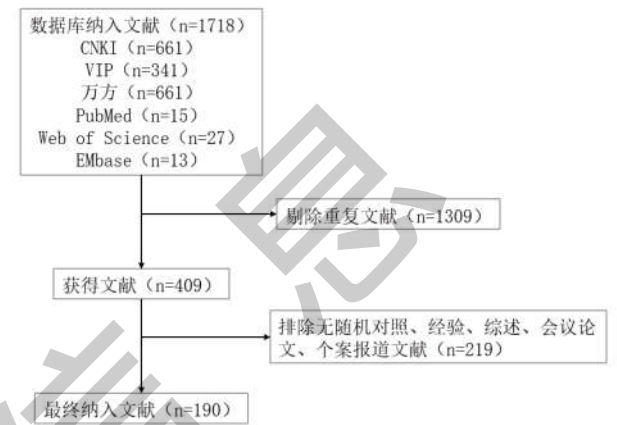 数据库纳入文献（n=1718）
CNKI（n=661）
VIP（n=341）
万方（n=661）
PubMed（n=15）
Web of Science（n=27）
EMbase（n=13）
剔除重复文献（n=1309）
获得文献（n=409）
排除无随机对照、经验、综述、会议论
文、个案报道文献（n=219）
最终纳入文献（n=190）